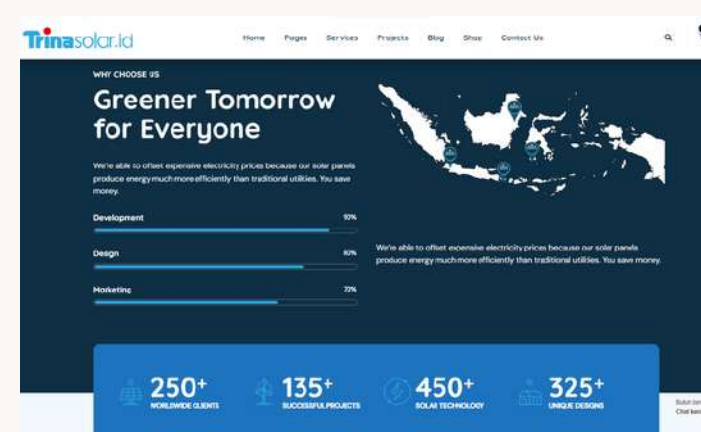 Trinasolar.id
Home Pages Services Projects Blog Shop Contact Us
WHY CHOOSE US
Greener Tomorrow
for Everyone
We're able to offset expensive electricity prices because our solar panels
produce energy much more efficiently than traditional utilities. You save
money.
Development 90%
Design 80%
Marketing 70%
We're able to offset expensive electricity prices because our solar panels
produce energy much more efficiently than traditional utilities. You save money.
250+
WORLDWIDE CLIENTS
135+
SUCCESSFUL PROJECTS
450+
SOLAR TECHNOLOGY
325+
UNIQUE DESIGNS